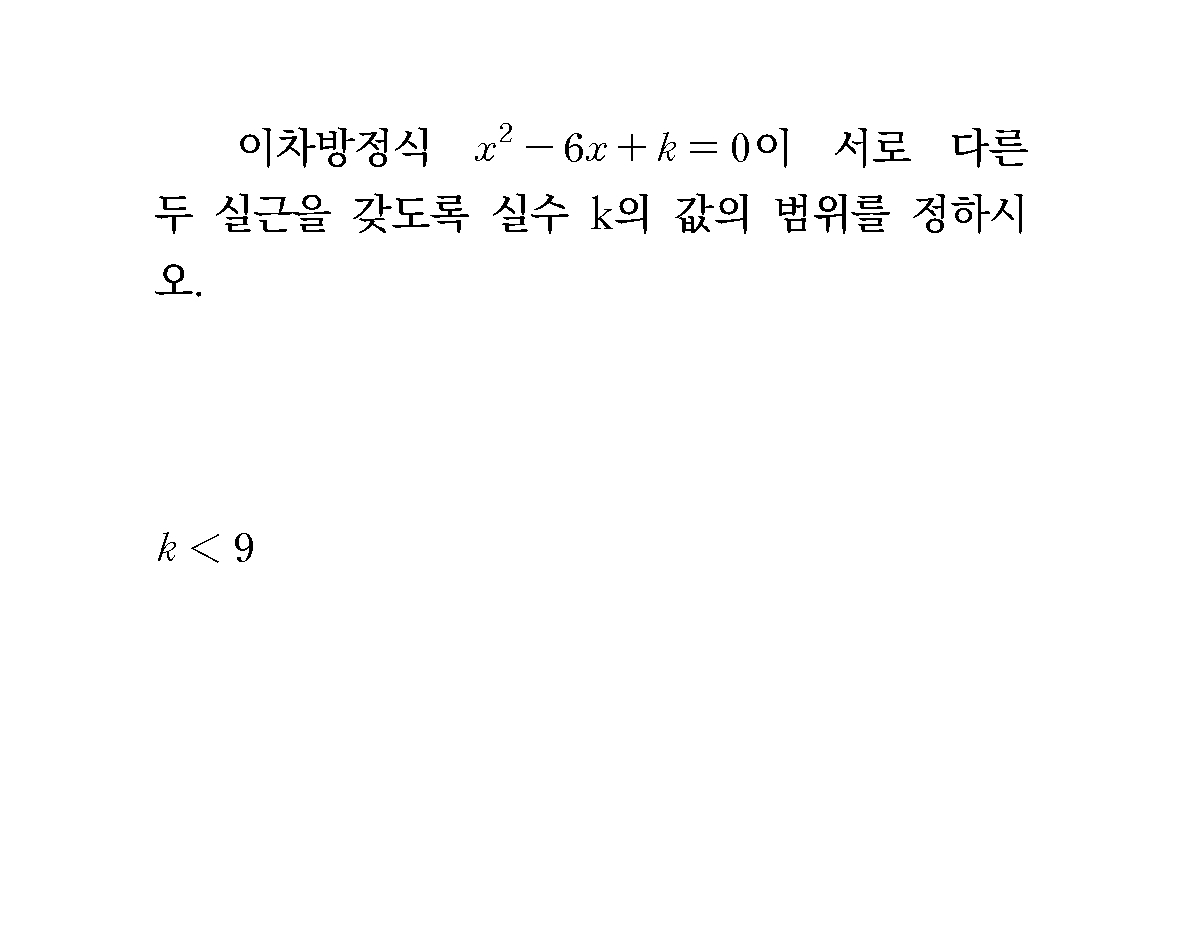 이차방정식 x² − 6x + k = 0이 서로 다른
두 실근을 갖도록 실수 k의 값의 범위를 정하시
오.
k < 9